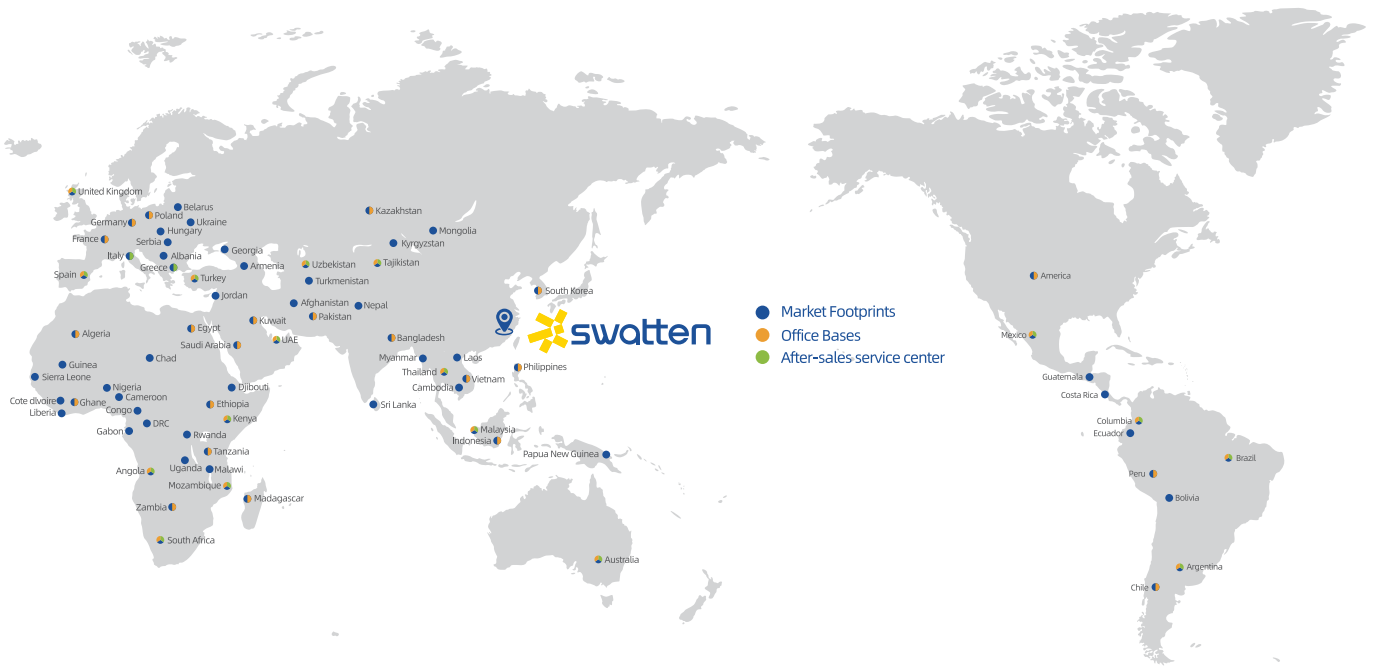 United Kingdom
Belarus
Poland
Germany
Ukraine
Hungary
France
Serbia
Georgia
Italy
Albania
Greece
Armenia
Spain
Turkey
Jordan
Kazakhstan
Mongolia
Kyrgyzstan
Uzbekistan
Tajikistan
Turkmenistan
South Korea
Afghanistan
Nepal
Pakistan
Kuwait
Egypt
Algeria
UAE
Saudi Arabia
Bangladesh
swatten
Market Footprints
Office Bases
After-sales service center
Chad
Guinea
Sierra Leone
Nigeria
Djibouti
Cameroon
Cote dlvoire
Ghane
Ethiopia
Liberia
Congo
Kenya
DRC
Gabon
Rwanda
Tanzania
Uganda
Malawi
Angola
Mozambique
Madagascar
Zambia
South Africa
Myanmar
Laos
Thailand
Philippines
Vietnam
Cambodia
Sri Lanka
Malaysia
Indonesia
Papua New Guinea
Australia
America
Mexico
Guatemala
Costa Rica
Columbia
Ecuador
Brazil
Peru
Bolivia
Argentina
Chile